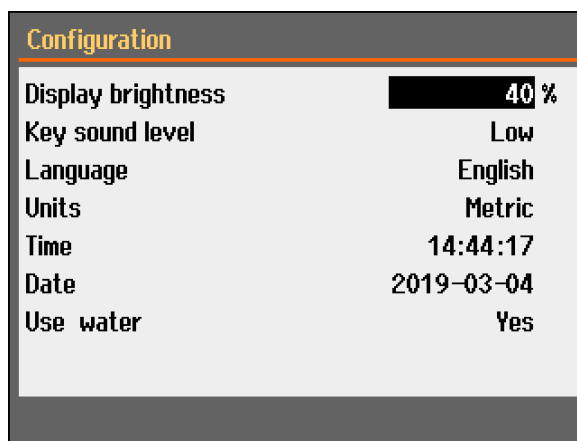 Configuration
Display brightness 40 %
Key sound level Low
Language English
Units Metric
Time 14:44:17
Date 2019-03-04
Use water Yes